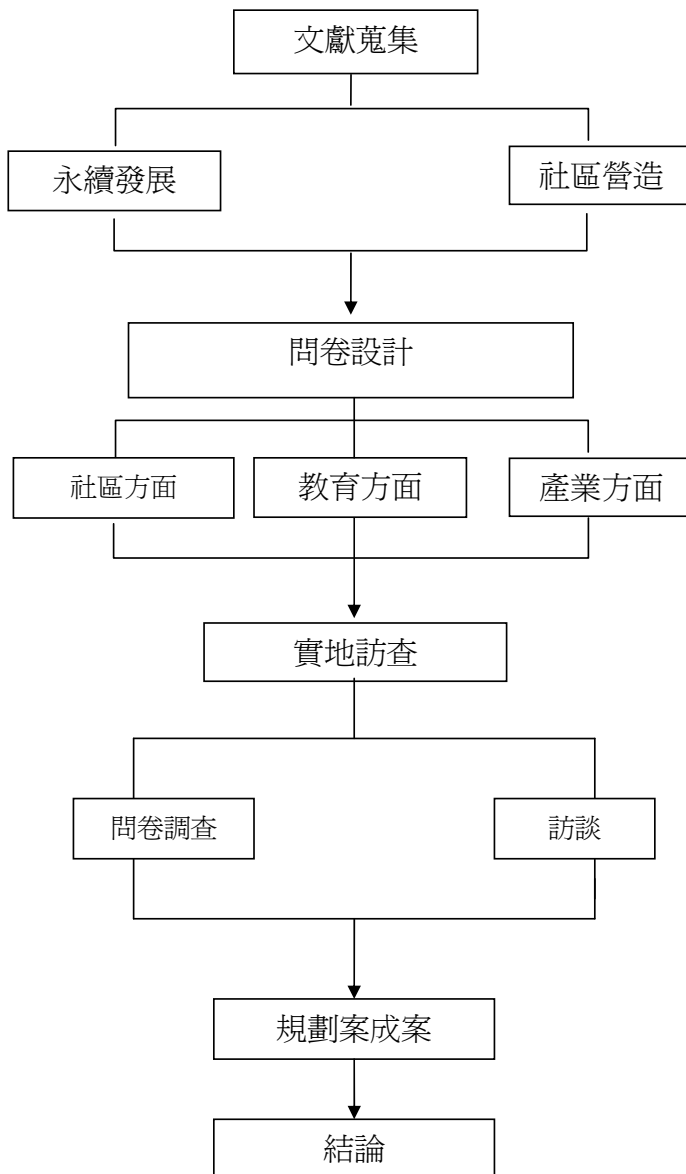 文獻蒐集
永續發展
社區營造
問卷設計
社區方面
教育方面
產業方面
實地訪查
問卷調查
訪談
規劃案成案
結論